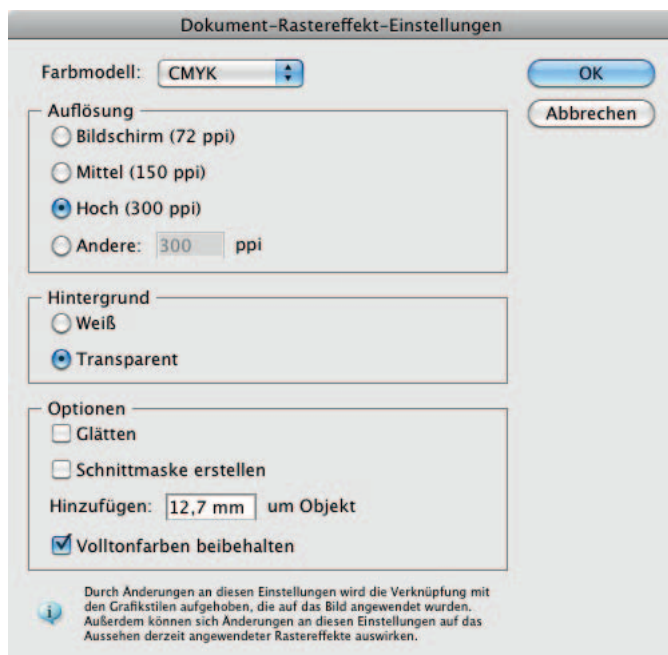 Dokument-Rastereffekt-Einstellungen
Farbmodell: CMYK
OK
Abbrechen
Auflösung
Bildschirm (72 ppi)
Mittel (150 ppi)
Hoch (300 ppi)
Andere: 300 ppi
Hintergrund
Weiß
Transparent
Optionen
Glätten
Schnittmaske erstellen
Hinzufügen: 12,7 mm um Objekt
Volltonfarben beibehalten
Durch Änderungen an diesen Einstellungen wird die Verknüpfung mit
den Grafikstilen aufgehoben, die auf das Bild angewendet wurden.
Außerdem können sich Änderungen an diesen Einstellungen auf das
Aussehen derzeit angewendeter Rastereffekte auswirken.